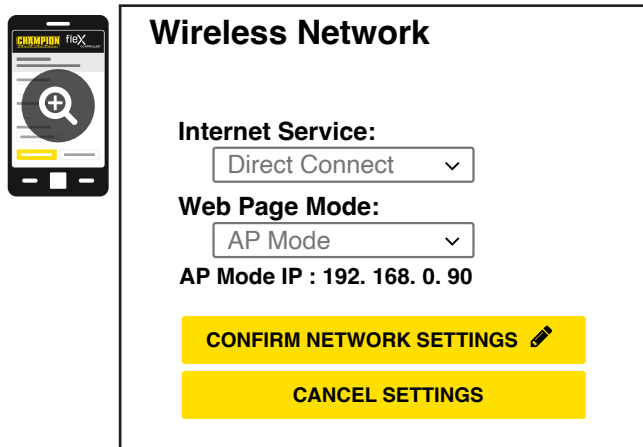 CHAMPION fleX
CONTROLLER
Wireless Network
Internet Service:
Direct Connect
Web Page Mode:
AP Mode
AP Mode IP : 192. 168. 0. 90
CONFIRM NETWORK SETTINGS
CANCEL SETTINGS